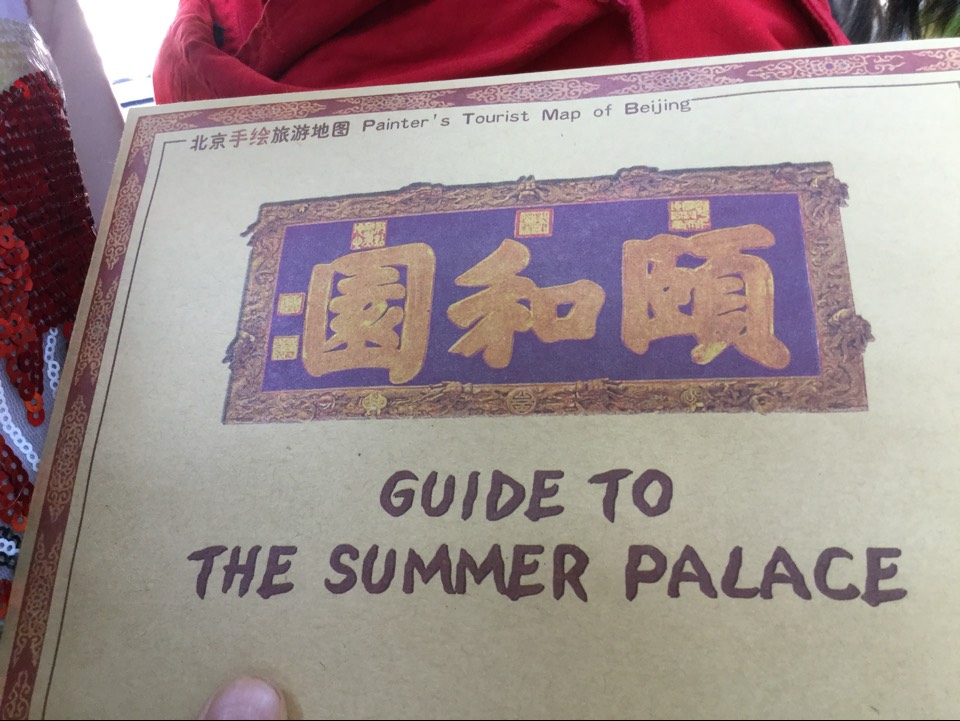 北京手绘旅游地图 Painter's Tourist Map of Beijing
頤和園
GUIDE TO
THE SUMMER PALACE